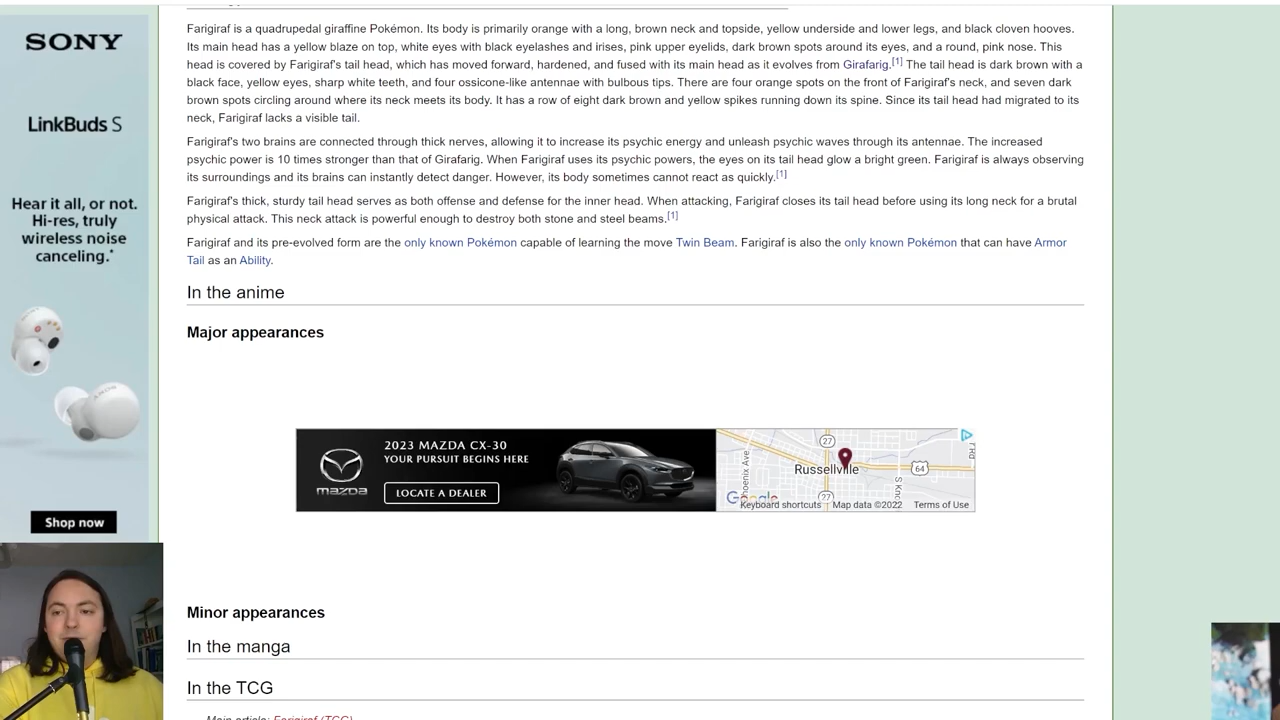 SONY
LinkBuds S
Hear it all, or not.
Hi-res, truly
wireless noise
canceling.*
Shop now
Farigiraf is a quadrupedal giraffine Pokémon. Its body is primarily orange with a long, brown neck and topside, yellow underside and lower legs, and black cloven hooves.
Its main head has a yellow blaze on top, white eyes with black eyelashes and irises, pink upper eyelids, dark brown spots around its eyes, and a round, pink nose. This
head is covered by Farigiraf's tail head, which has moved forward, hardened, and fused with its main head as it evolves from Girafarig.[1] The tail head is dark brown with a
black face, yellow eyes, sharp white teeth, and four ossicone-like antennae with bulbous tips. There are four orange spots on the front of Farigiraf's neck, and seven dark
brown spots circling around where its neck meets its body. It has a row of eight dark brown and yellow spikes running down its spine. Since its tail head had migrated to its
neck, Farigiraf lacks a visible tail.
Farigiraf's two brains are connected through thick nerves, allowing it to increase its psychic energy and unleash psychic waves through its antennae. The increased
psychic power is 10 times stronger than that of Girafarig. When Farigiraf uses its psychic powers, the eyes on its tail head glow a bright green. Farigiraf is always observing
its surroundings and its brains can instantly detect danger. However, its body sometimes cannot react as quickly.[1]
Farigiraf's thick, sturdy tail head serves as both offense and defense for the inner head. When attacking, Farigiraf closes its tail head before using its long neck for a brutal
physical attack. This neck attack is powerful enough to destroy both stone and steel beams.[1]
Farigiraf and its pre-evolved form are the only known Pokémon capable of learning the move Twin Beam. Farigiraf is also the only known Pokémon that can have Armor
Tail as an Ability.
In the anime
Major appearances
mazda
2023 MAZDA CX-30
YOUR PURSUIT BEGINS HERE
LOCATE A DEALER
27
Russellville
64
27
Google
Keyboard shortcuts
Map data ©2022
Terms of Use
Minor appearances
In the manga
In the TCG
Main article: Farigiraf (TCG)